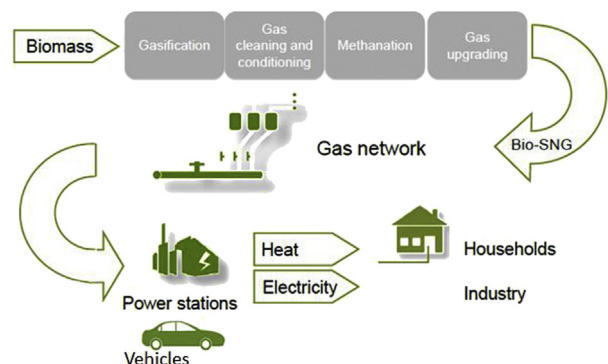 Biomass
Gasification
Gas
cleaning and
conditioning
Methanation
Gas
upgrading
Bio-SNG
Gas network
Heat
Households
Electricity
Industry
Power stations
Vehicles